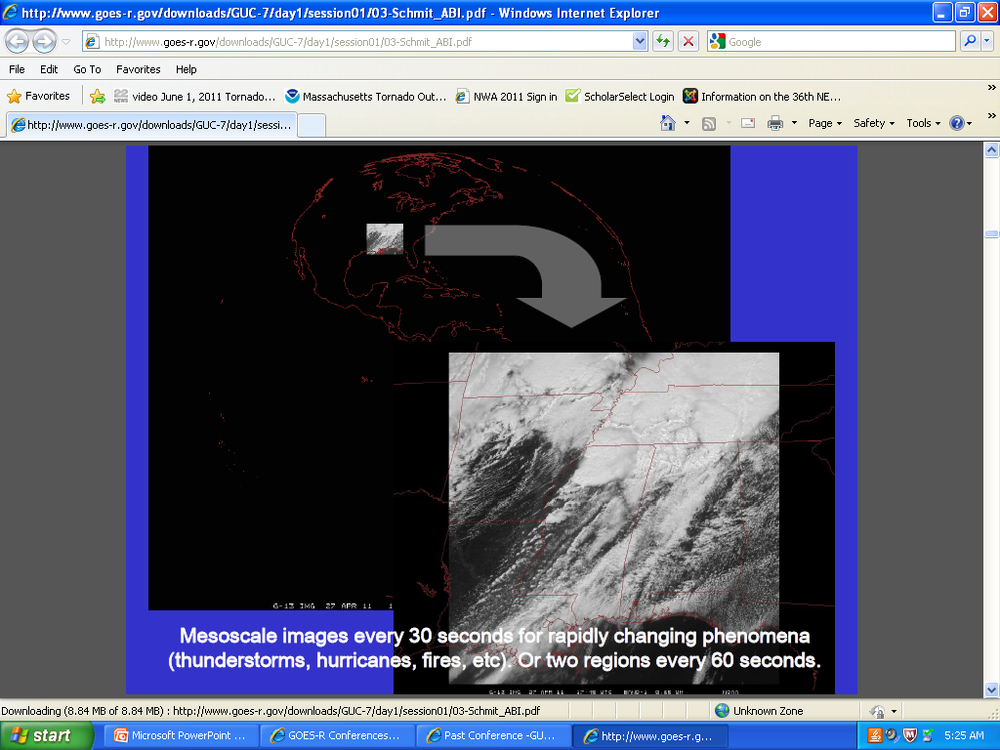 http://www.goes-r.gov/downloads/GUC-7/day1/session01/03-Schmit_ABI.pdf - Windows Internet Explorer
http://www.goes-r.gov/downloads/GUC-7/day1/session01/03-Schmit_ABI.pdf
Google
File Edit Go To Favorites Help
Favorites
video June 1, 2011 Tornado...
Massachusetts Tornado Out...
NWA 2011 Sign in
ScholarSelect Login
Information on the 36th NE...
http://www.goes-r.gov/downloads/GUC-7/day1/sessi...
Page Safety Tools
G-13 IMG 27 APR 11
Mesoscale images every 30 seconds for rapidly changing phenomena
(thunderstorms, hurricanes, fires, etc). Or two regions every 60 seconds.
Downloading (8.84 MB of 8.84 MB) : http://www.goes-r.gov/downloads/GUC-7/day1/session01/03-Schmit_ABI.pdf
Unknown Zone
start
Microsoft PowerPoint ...
GOES-R Conferences...
Past Conference -GU...
http://www.goes-r.g...
5:25 AM